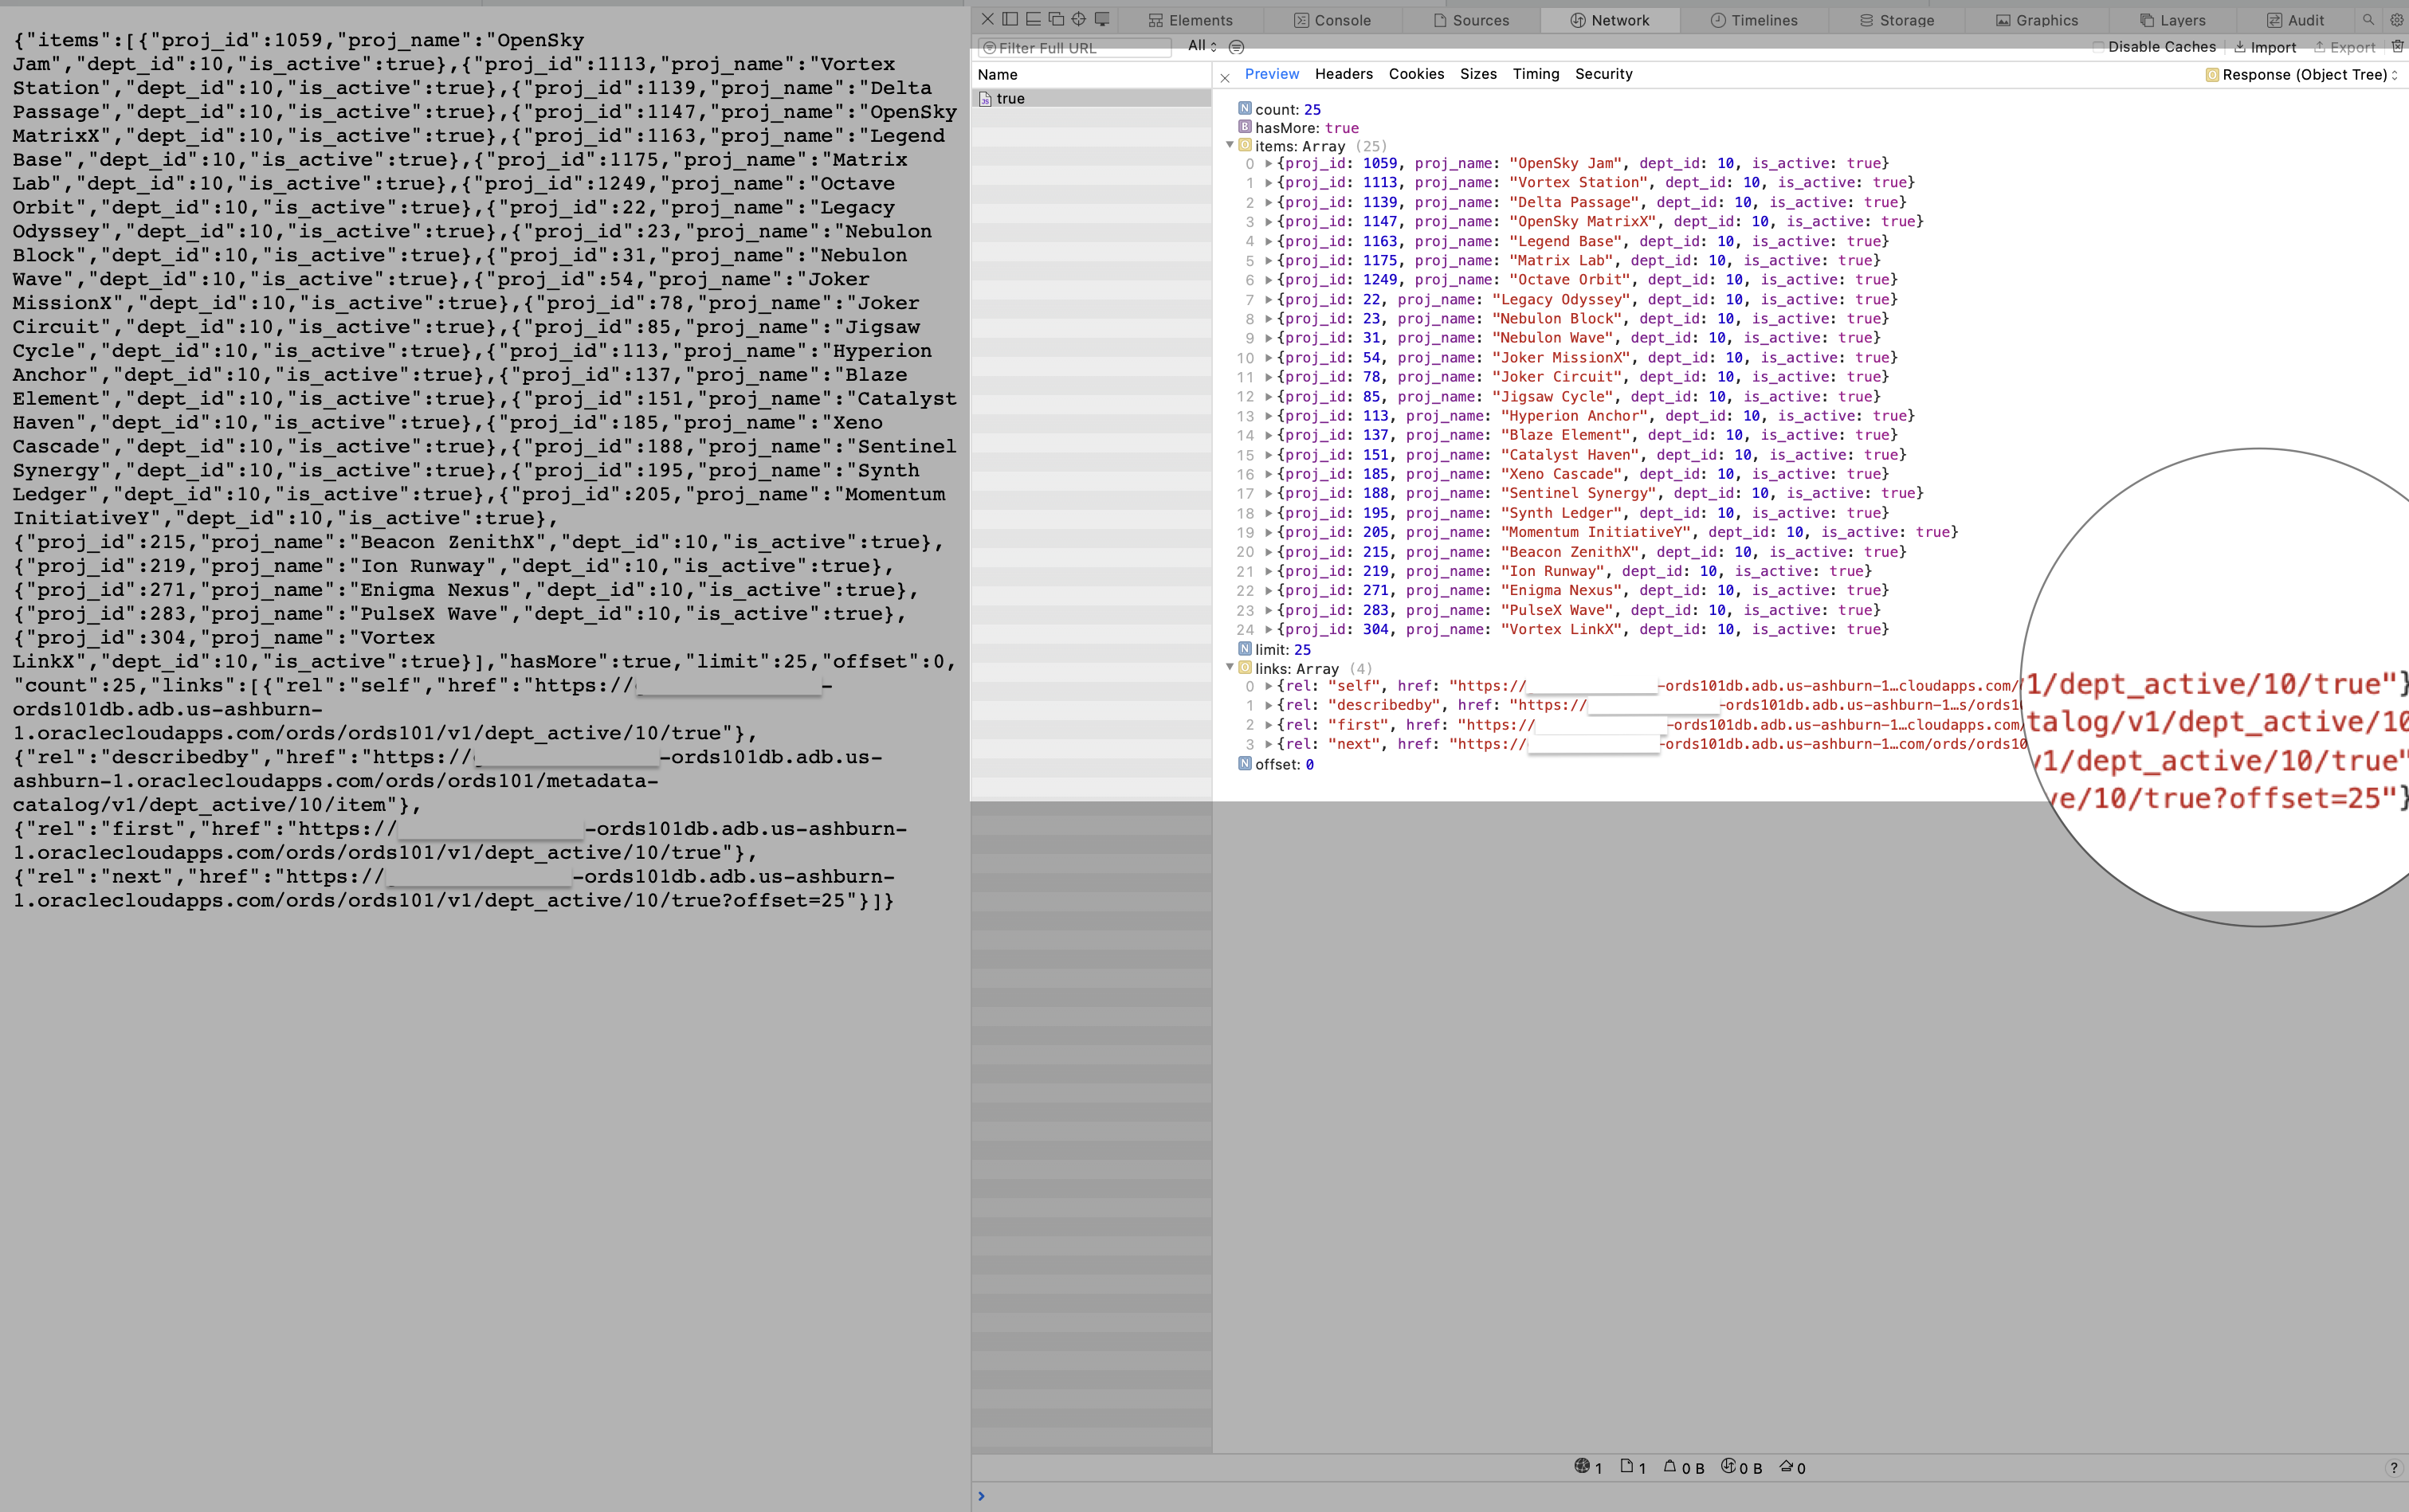 {"items":[{"proj_id":1059,"proj_name":"OpenSky
Jam","dept_id":10,"is_active":true},{"proj_id":1113,"proj_name":"Vortex
Station","dept_id":10,"is_active":true},{"proj_id":1139,"proj_name":"Delta
Passage","dept_id":10,"is_active":true},{"proj_id":1147,"proj_name":"OpenSky
MatrixX","dept_id":10,"is_active":true},{"proj_id":1163,"proj_name":"Legend
Base","dept_id":10,"is_active":true},{"proj_id":1175,"proj_name":"Matrix
Lab","dept_id":10,"is_active":true},{"proj_id":1249,"proj_name":"Octave
Orbit","dept_id":10,"is_active":true},{"proj_id":22,"proj_name":"Legacy
Odyssey","dept_id":10,"is_active":true},{"proj_id":23,"proj_name":"Nebulon
Block","dept_id":10,"is_active":true},{"proj_id":31,"proj_name":"Nebulon
Wave","dept_id":10,"is_active":true},{"proj_id":54,"proj_name":"Joker
MissionX","dept_id":10,"is_active":true},{"proj_id":78,"proj_name":"Joker
Circuit","dept_id":10,"is_active":true},{"proj_id":85,"proj_name":"Jigsaw
Cycle","dept_id":10,"is_active":true},{"proj_id":113,"proj_name":"Hyperion
Anchor","dept_id":10,"is_active":true},{"proj_id":137,"proj_name":"Blaze
Element","dept_id":10,"is_active":true},{"proj_id":151,"proj_name":"Catalyst
Haven","dept_id":10,"is_active":true},{"proj_id":185,"proj_name":"Xeno
Cascade","dept_id":10,"is_active":true},{"proj_id":188,"proj_name":"Sentinel
Synergy","dept_id":10,"is_active":true},{"proj_id":195,"proj_name":"Synth
Ledger","dept_id":10,"is_active":true},{"proj_id":205,"proj_name":"Momentum
InitiativeY","dept_id":10,"is_active":true},
{"proj_id":215,"proj_name":"Beacon ZenithX","dept_id":10,"is_active":true},
{"proj_id":219,"proj_name":"Ion Runway","dept_id":10,"is_active":true},
{"proj_id":271,"proj_name":"Enigma Nexus","dept_id":10,"is_active":true},
{"proj_id":283,"proj_name":"PulseX Wave","dept_id":10,"is_active":true},
{"proj_id":304,"proj_name":"Vortex
LinkX","dept_id":10,"is_active":true}],"hasMore":true,"limit":25,"offset":0,
"count":25,"links":[{"rel":"self","href":"https://-
ords101db.adb.us-ashburn-
1.oraclecloudapps.com/ords/ords101/v1/dept_active/10/true"},
{"rel":"describedby","href":"https://-ords101db.adb.us-
ashburn-1.oraclecloudapps.com/ords/ords101/metadata-
catalog/v1/dept_active/10/item"},
{"rel":"first","href":"https://-ords101db.adb.us-ashburn-
1.oraclecloudapps.com/ords/ords101/v1/dept_active/10/true"},
{"rel":"next","href":"https://-ords101db.adb.us-ashburn-
1.oraclecloudapps.com/ords/ords101/v1/dept_active/10/true?offset=25"}]}
Elements Console Sources Network Timelines Storage Graphics Layers Audit
Filter Full URL All Disable Caches Import Export
Name Preview Headers Cookies Sizes Timing Security Response (Object Tree)
true
N count: 25
B hasMore: true
O items: Array (25)
0 {proj_id: 1059, proj_name: "OpenSky Jam", dept_id: 10, is_active: true}
1 {proj_id: 1113, proj_name: "Vortex Station", dept_id: 10, is_active: true}
2 {proj_id: 1139, proj_name: "Delta Passage", dept_id: 10, is_active: true}
3 {proj_id: 1147, proj_name: "OpenSky MatrixX", dept_id: 10, is_active: true}
4 {proj_id: 1163, proj_name: "Legend Base", dept_id: 10, is_active: true}
5 {proj_id: 1175, proj_name: "Matrix Lab", dept_id: 10, is_active: true}
6 {proj_id: 1249, proj_name: "Octave Orbit", dept_id: 10, is_active: true}
7 {proj_id: 22, proj_name: "Legacy Odyssey", dept_id: 10, is_active: true}
8 {proj_id: 23, proj_name: "Nebulon Block", dept_id: 10, is_active: true}
9 {proj_id: 31, proj_name: "Nebulon Wave", dept_id: 10, is_active: true}
10 {proj_id: 54, proj_name: "Joker MissionX", dept_id: 10, is_active: true}
11 {proj_id: 78, proj_name: "Joker Circuit", dept_id: 10, is_active: true}
12 {proj_id: 85, proj_name: "Jigsaw Cycle", dept_id: 10, is_active: true}
13 {proj_id: 113, proj_name: "Hyperion Anchor", dept_id: 10, is_active: true}
14 {proj_id: 137, proj_name: "Blaze Element", dept_id: 10, is_active: true}
15 {proj_id: 151, proj_name: "Catalyst Haven", dept_id: 10, is_active: true}
16 {proj_id: 185, proj_name: "Xeno Cascade", dept_id: 10, is_active: true}
17 {proj_id: 188, proj_name: "Sentinel Synergy", dept_id: 10, is_active: true}
18 {proj_id: 195, proj_name: "Synth Ledger", dept_id: 10, is_active: true}
19 {proj_id: 205, proj_name: "Momentum InitiativeY", dept_id: 10, is_active: true}
20 {proj_id: 215, proj_name: "Beacon ZenithX", dept_id: 10, is_active: true}
21 {proj_id: 219, proj_name: "Ion Runway", dept_id: 10, is_active: true}
22 {proj_id: 271, proj_name: "Enigma Nexus", dept_id: 10, is_active: true}
23 {proj_id: 283, proj_name: "PulseX Wave", dept_id: 10, is_active: true}
24 {proj_id: 304, proj_name: "Vortex LinkX", dept_id: 10, is_active: true}
N limit: 25
O links: Array (4)
0 {rel: "self", href: "https://-ords101db.adb.us-ashburn-1…cloudapps.com/
1 {rel: "describedby", href: "https://-ords101db.adb.us-ashburn-1…s/ords1
2 {rel: "first", href: "https://-ords101db.adb.us-ashburn-1…cloudapps.com/
3 {rel: "next", href: "https://-ords101db.adb.us-ashburn-1…com/ords/ords10
N offset: 0
1/dept_active/10/true"}
talog/v1/dept_active/10
/1/dept_active/10/true"
ve/10/true?offset=25"}
1 1 0 B 0 B 0 ?
>